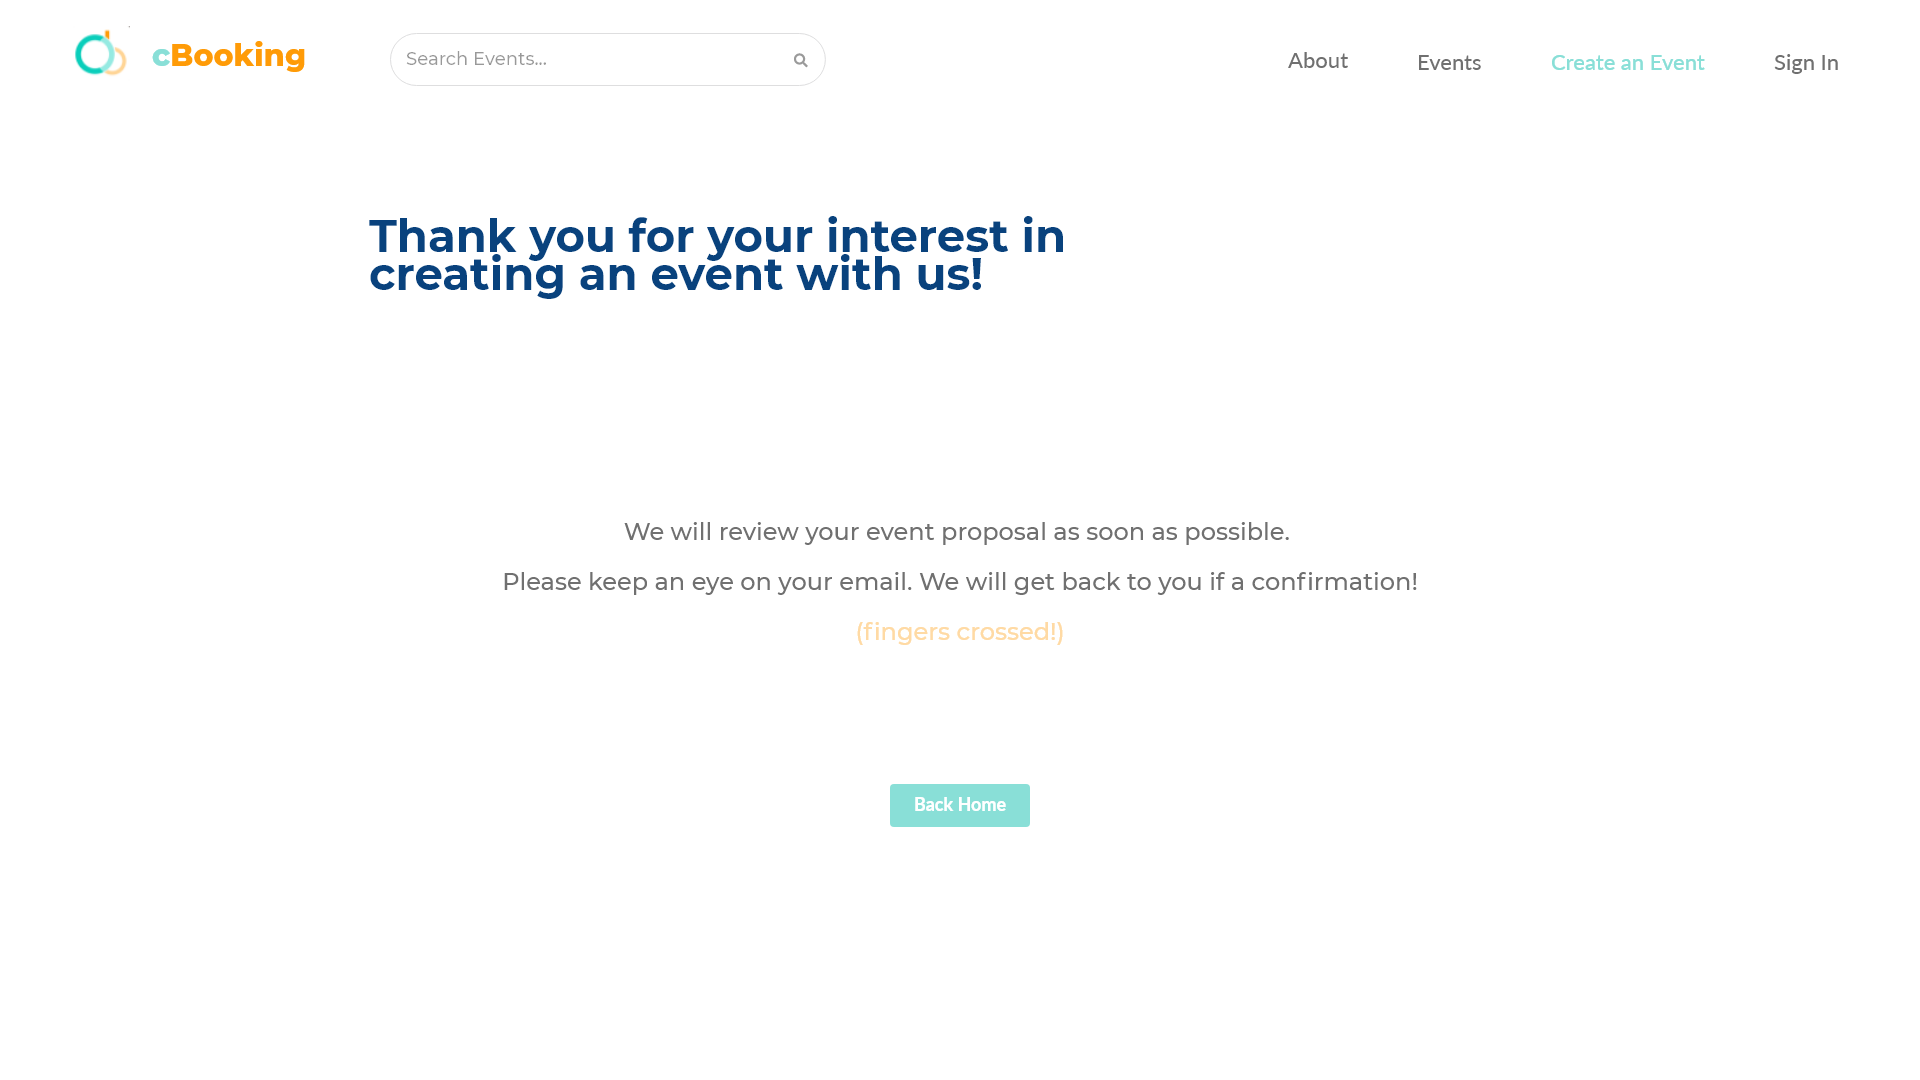 cBooking
Search Events...
About
Events
Create an Event
Sign In
Thank you for your interest in
creating an event with us!
We will review your event proposal as soon as possible.
Please keep an eye on your email. We will get back to you if a confirmation!
(fingers crossed!)
Back Home